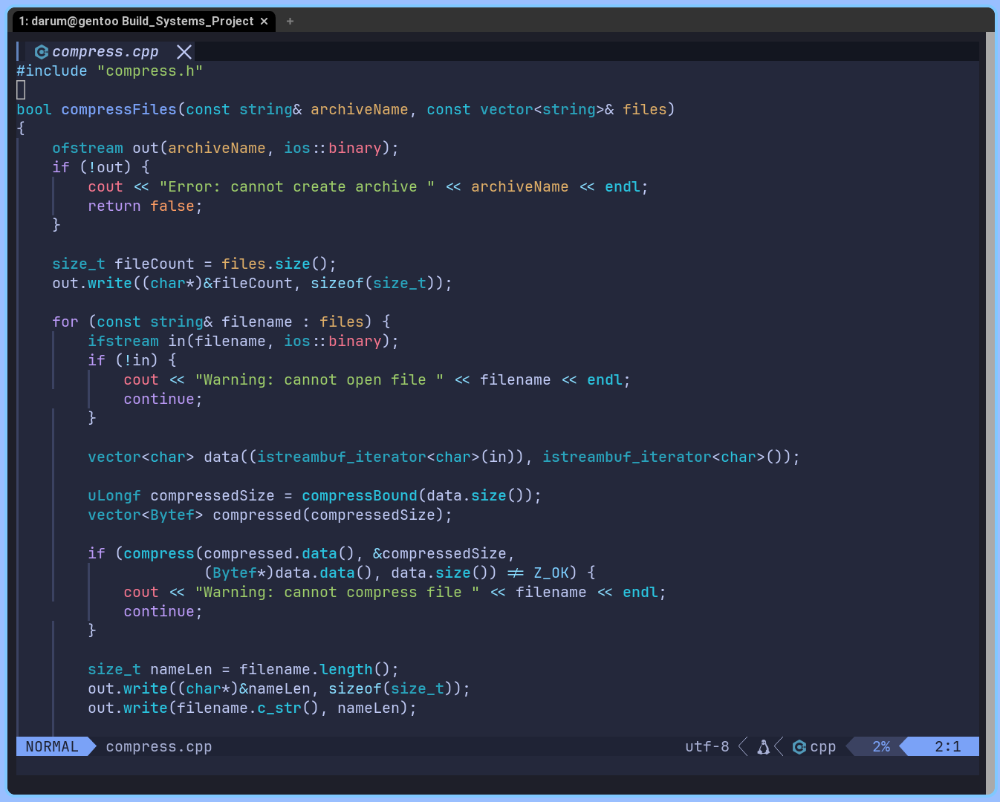 1: darum@gentoo Build_Systems_Project × +
compress.cpp
#include "compress.h"

bool compressFiles(const string& archiveName, const vector<string>& files)
{
    ofstream out(archiveName, ios::binary);
    if (!out) {
        cout << "Error: cannot create archive " << archiveName << endl;
        return false;
    }

    size_t fileCount = files.size();
    out.write((char*)&fileCount, sizeof(size_t));

    for (const string& filename : files) {
        ifstream in(filename, ios::binary);
        if (!in) {
            cout << "Warning: cannot open file " << filename << endl;
            continue;
        }

        vector<char> data((istreambuf_iterator<char>(in)), istreambuf_iterator<char>());

        uLongf compressedSize = compressBound(data.size());
        vector<Bytef> compressed(compressedSize);

        if (compress(compressed.data(), &compressedSize,
                     (Bytef*)data.data(), data.size()) != Z_OK) {
            cout << "Warning: cannot compress file " << filename << endl;
            continue;
        }

        size_t nameLen = filename.length();
        out.write((char*)&nameLen, sizeof(size_t));
        out.write(filename.c_str(), nameLen);

NORMAL compress.cpp utf-8 cpp 2% 2:1